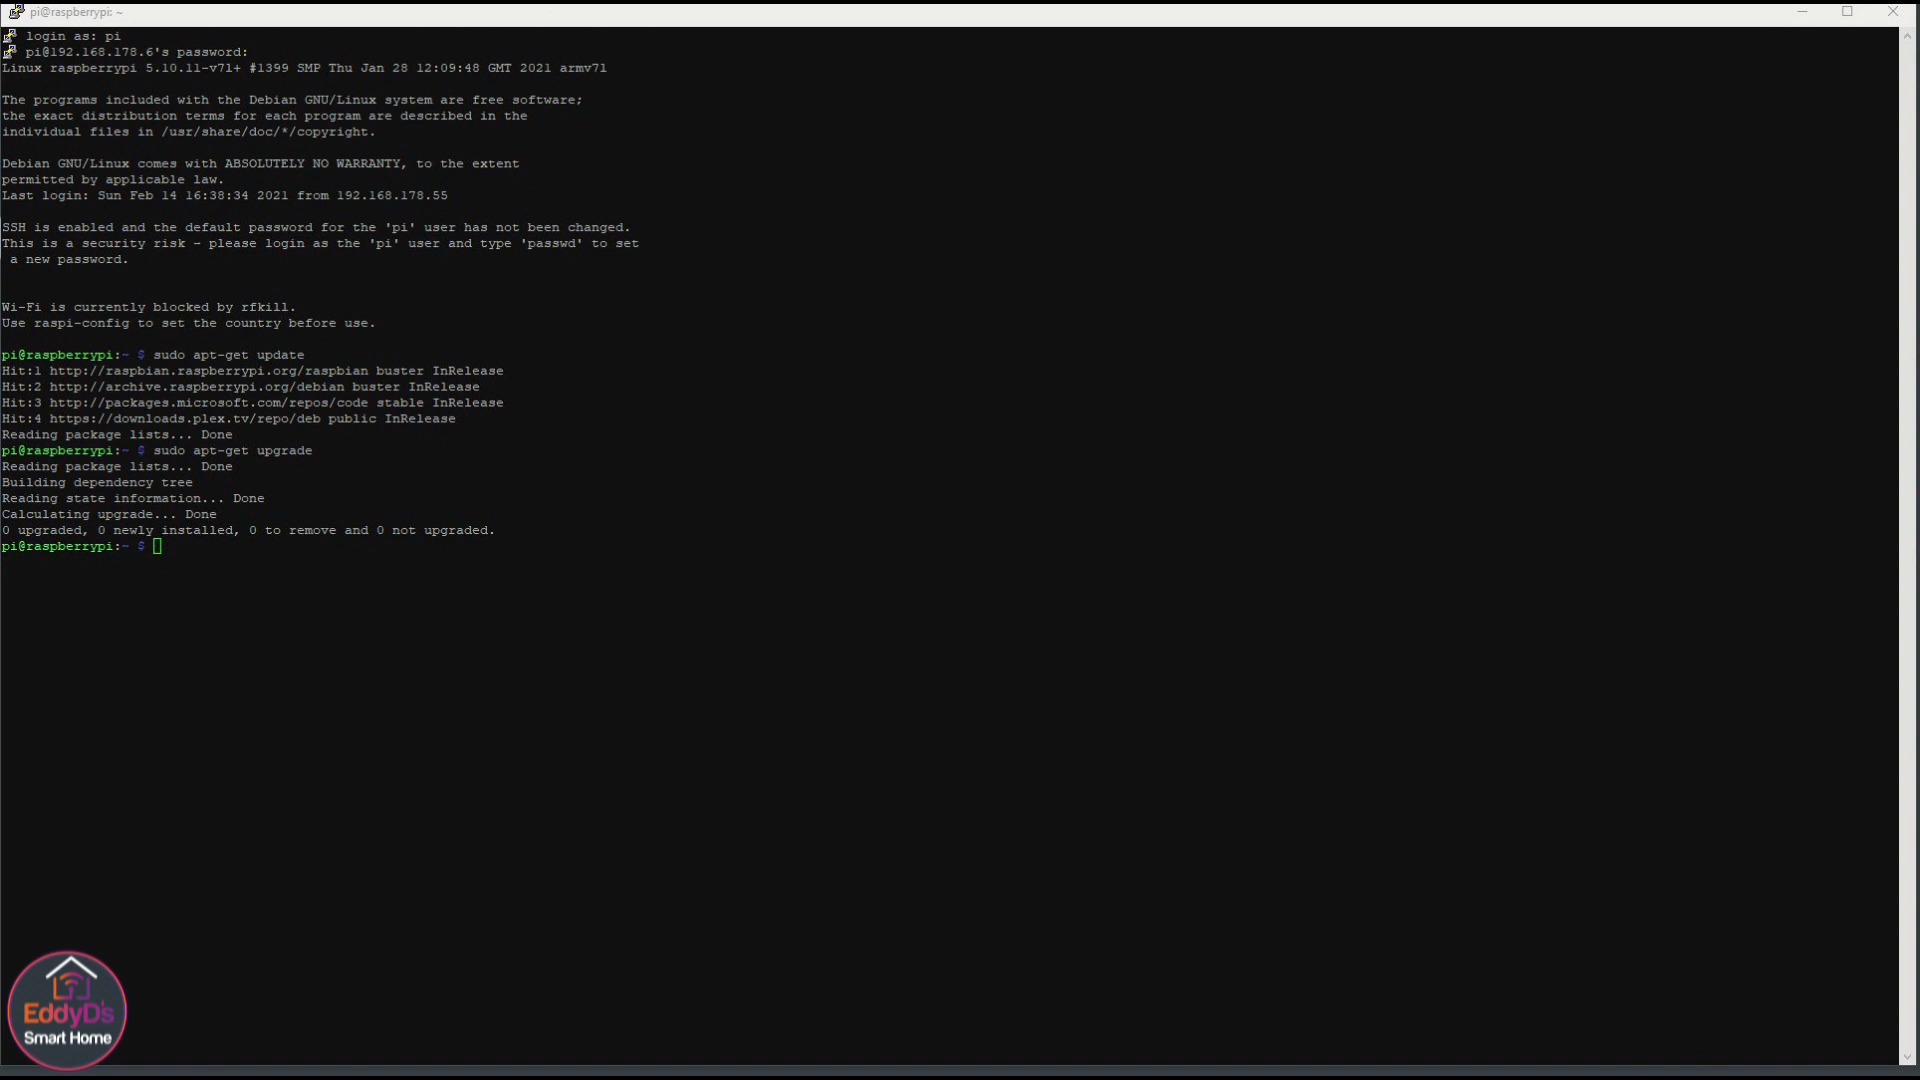 pi@raspberrypi: ~
login as: pi
pi@192.168.178.6's password:
Linux raspberrypi 5.10.11-v7l+ #1399 SMP Thu Jan 28 12:09:48 GMT 2021 armv7l
The programs included with the Debian GNU/Linux system are free software;
the exact distribution terms for each program are described in the
individual files in /usr/share/doc/*/copyright.
Debian GNU/Linux comes with ABSOLUTELY NO WARRANTY, to the extent
permitted by applicable law.
Last login: Sun Feb 14 16:38:34 2021 from 192.168.178.55
SSH is enabled and the default password for the 'pi' user has not been changed.
This is a security risk - please login as the 'pi' user and type 'passwd' to set
a new password.
Wi-Fi is currently blocked by rfkill.
Use raspi-config to set the country before use.
pi@raspberrypi:~ $ sudo apt-get update
Hit:1 http://raspbian.raspberrypi.org/raspbian buster InRelease
Hit:2 http://archive.raspberrypi.org/debian buster InRelease
Hit:3 http://packages.microsoft.com/repos/code stable InRelease
Hit:4 https://downloads.plex.tv/repo/deb public InRelease
Reading package lists... Done
pi@raspberrypi:~ $ sudo apt-get upgrade
Reading package lists... Done
Building dependency tree
Reading state information... Done
Calculating upgrade... Done
0 upgraded, 0 newly installed, 0 to remove and 0 not upgraded.
pi@raspberrypi:~ $
EddyD's
Smart Home